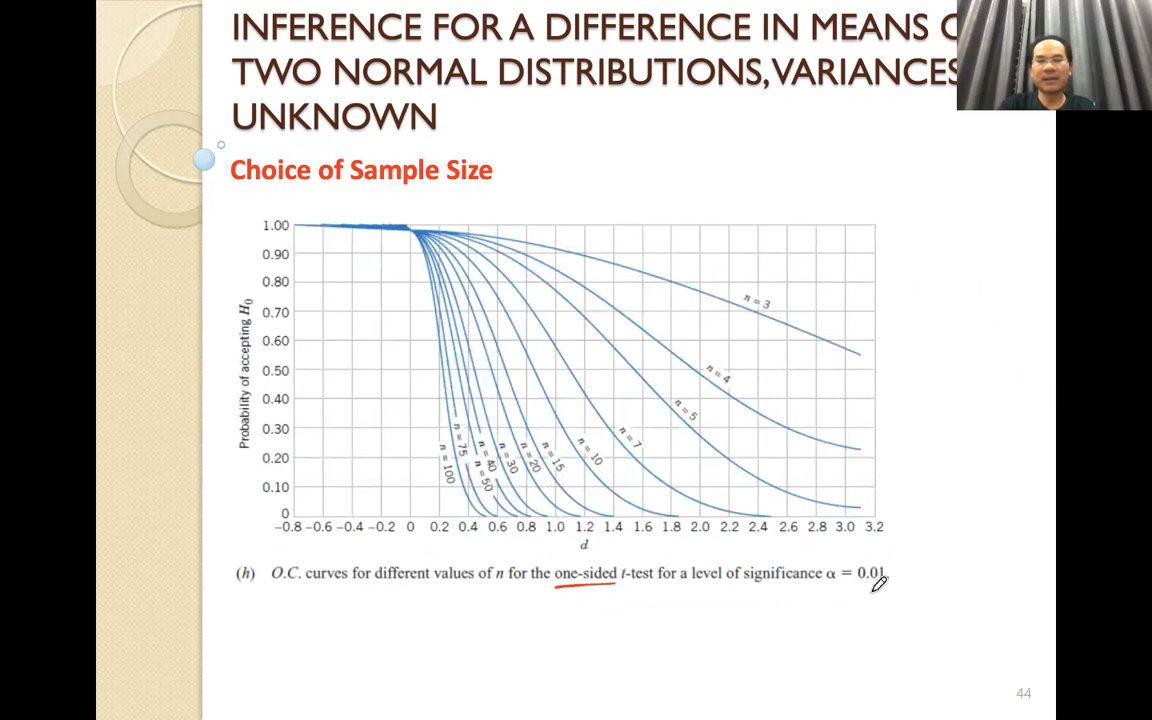 INFERENCE FOR A DIFFERENCE IN MEANS
TWO NORMAL DISTRIBUTIONS, VARIANCES
UNKNOWN
Choice of Sample Size
Probability of accepting H0
1.00
0.90
0.80
0.70
0.60
0.50
0.40
0.30
0.20
0.10
0
n = 3
n = 4
n = 5
n = 7
n = 10
n = 15
n = 20
n = 30
n = 40
n = 50
n = 75
n = 100
−0.8 −0.6 −0.4 −0.2 0 0.2 0.4 0.6 0.8 1.0 1.2 1.4 1.6 1.8 2.0 2.2 2.4 2.6 2.8 3.0 3.2
d
(h) O.C. curves for different values of n for the one-sided t-test for a level of significance α = 0.01
44